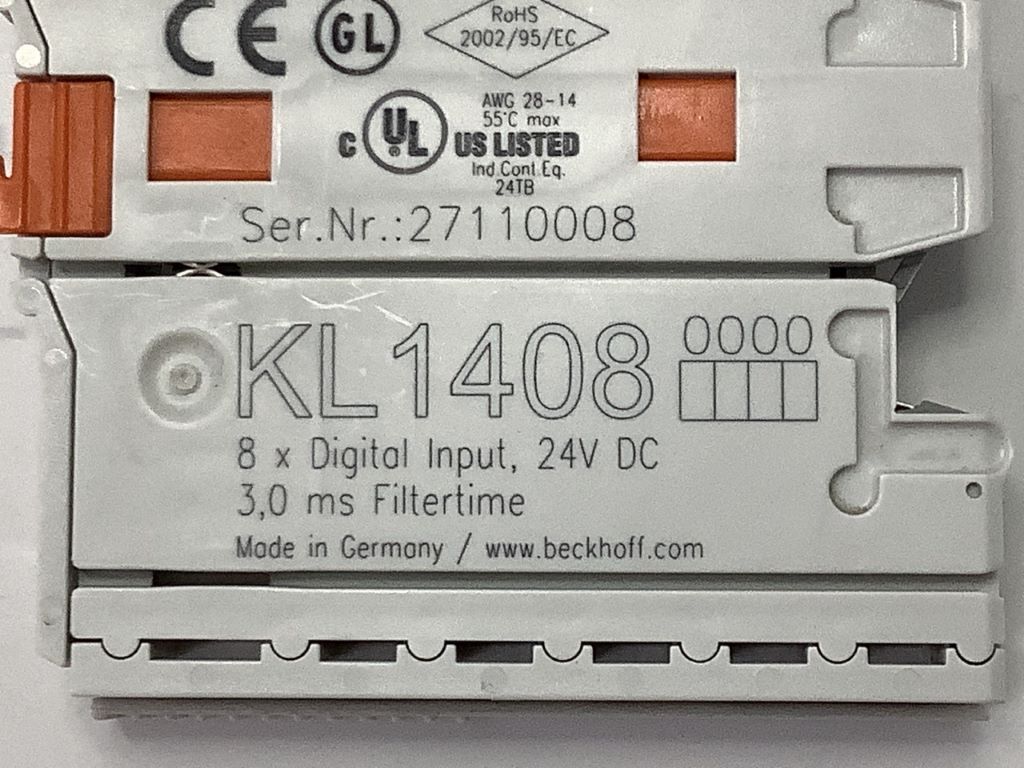 CE GL RoHS
2002/95/EC
AWG 28-14
55°C max
c UL US LISTED
Ind.Cont.Eq.
24TB
Ser.Nr.:27110008
KL1408 0000
8 x Digital Input, 24V DC
3,0 ms Filtertime
Made in Germany / www.beckhoff.com